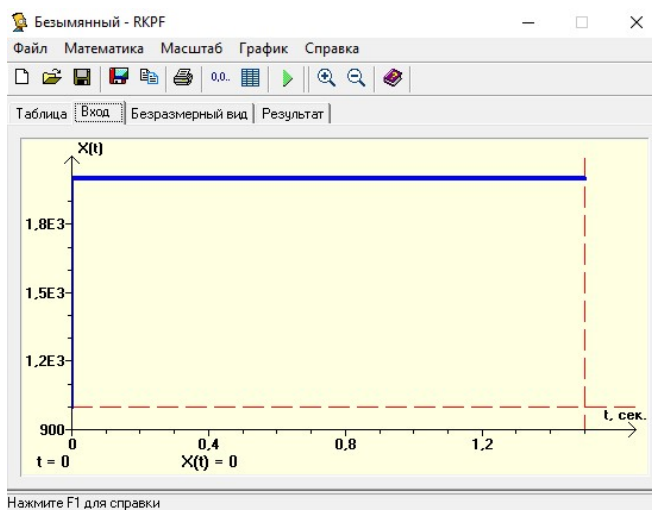 Безымянный - RKPF
Файл Математика Масштаб График Справка
0,0..
Таблица Вход Безразмерный вид Результат
X(t)
1,8E3
1,5E3
1,2E3
900
t, сек.
0 0,4 0,8 1,2
t = 0 X(t) = 0
Нажмите F1 для справки